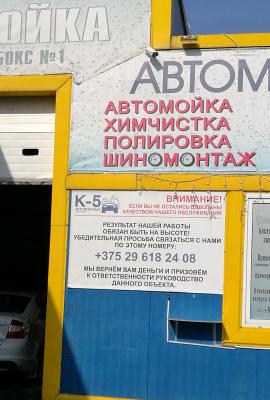 ОЙКА
БОКС №1
АВТОМ
АВТОМОЙКА
ХИМЧИСТКА
ПОЛИРОВКА
ШИНОМОНТАЖ
К-5
ВНИМАНИЕ!
ЕСЛИ ВЫ НЕ ОСТАЛИСЬ ДОВОЛЬНЫ
КАЧЕСТВОМ НАШЕГО ОБСЛУЖИВАНИЯ
РЕЗУЛЬТАТ НАШЕЙ РАБОТЫ
ОБЯЗАН БЫТЬ НА ВЫСОТЕ!
УБЕДИТЕЛЬНАЯ ПРОСЬБА СВЯЗАТЬСЯ С НАМИ
ПО ЭТОМУ НОМЕРУ:
+375 29 618 24 08
МЫ ВЕРНЁМ ВАМ ДЕНЬГИ И ПРИЗОВЁМ
К ОТВЕТСТВЕННОСТИ РУКОВОДСТВО
ДАННОГО ОБЪЕКТА.